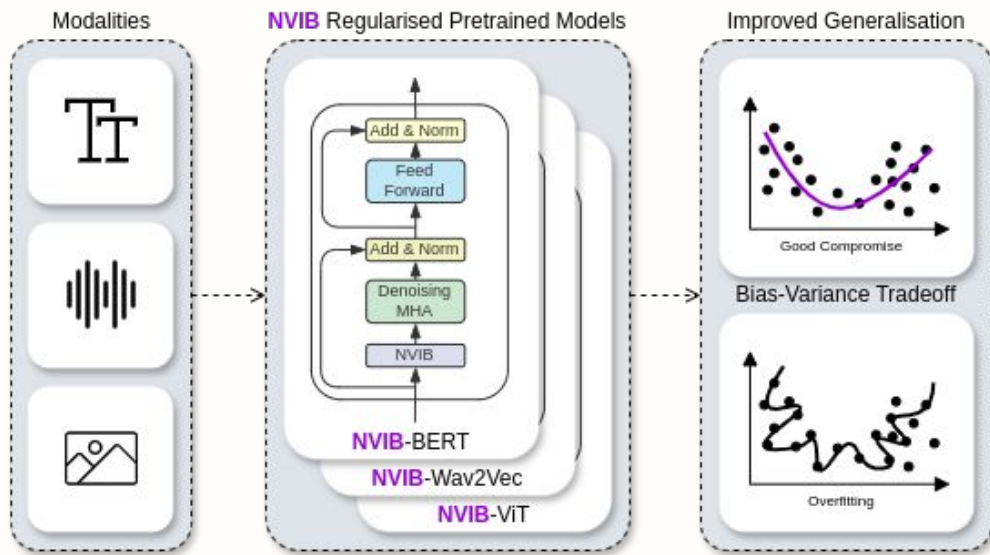 Modalities
TT
NVIB Regularised Pretrained Models
Add & Norm
Feed
Forward
Add & Norm
Denoising
MHA
NVIB
NVIB-BERT
NVIB-Wav2Vec
NVIB-ViT
Improved Generalisation
Good Compromise
Bias-Variance Tradeoff
Overfitting